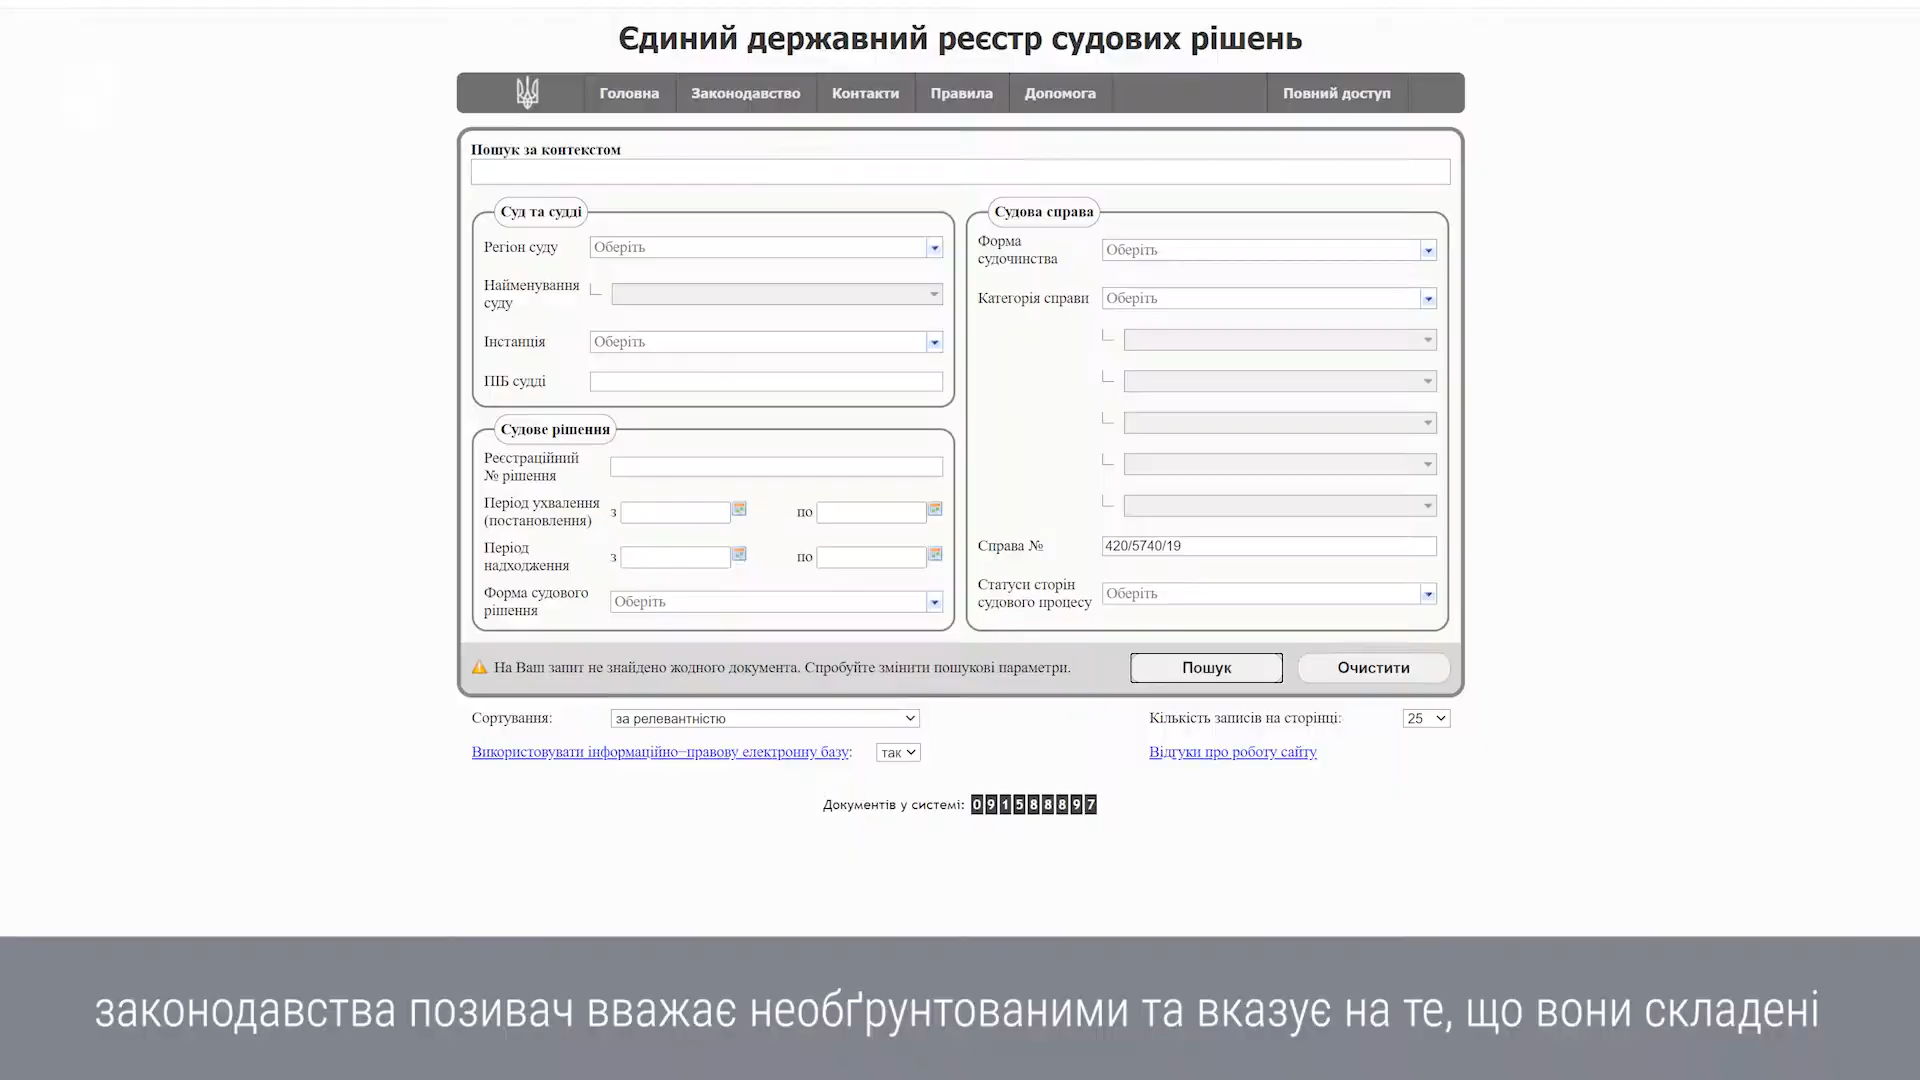 Єдиний державний реєстр судових рішень
Головна Законодавство Контакти Правила Допомога Повний доступ
Пошук за контекстом
Суд та судді
Регіон суду Оберіть
Найменування
суду
Інстанція Оберіть
ПІБ судді
Судове рішення
Реєстраційний
№ рішення
Період ухвалення
(постановлення) з по
Період
надходження з по
Форма судового
рішення Оберіть
Судова справа
Форма
судочинства Оберіть
Категорія справи Оберіть
Справа № 420/5740/19
Статуси сторін
судового процесу Оберіть
На Ваш запит не знайдено жодного документа. Спробуйте змінити пошукові параметри. Пошук Очистити
Сортування: за релевантністю Кількість записів на сторінці: 25
Використовувати інформаційно−правову електронну базу: так Відгуки про роботу сайту
Документів у системі: 091588897
законодавства позивач вважає необґрунтованими та вказує на те, що вони складені